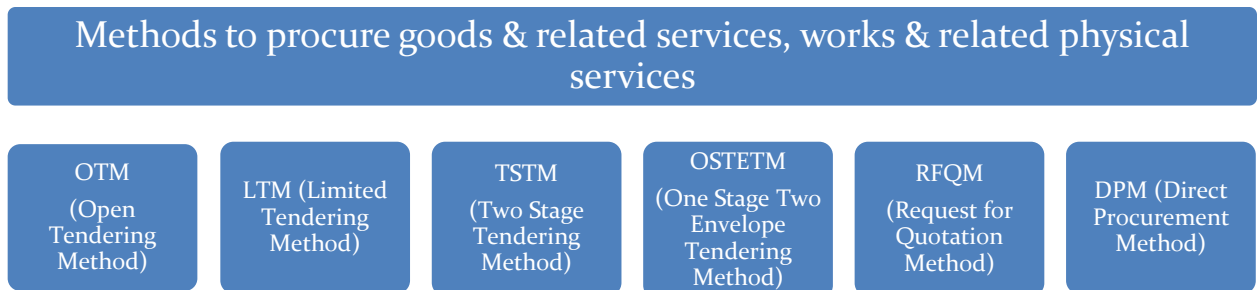 Methods to procure goods & related services, works & related physical
services
OTM
(Open
Tendering
Method)
LTM (Limited
Tendering
Method)
TSTM
(Two Stage
Tendering
Method)
OSTETM
(One Stage Two
Envelope
Tendering
Method)
RFQM
(Request for
Quotation
Method)
DPM (Direct
Procurement
Method)